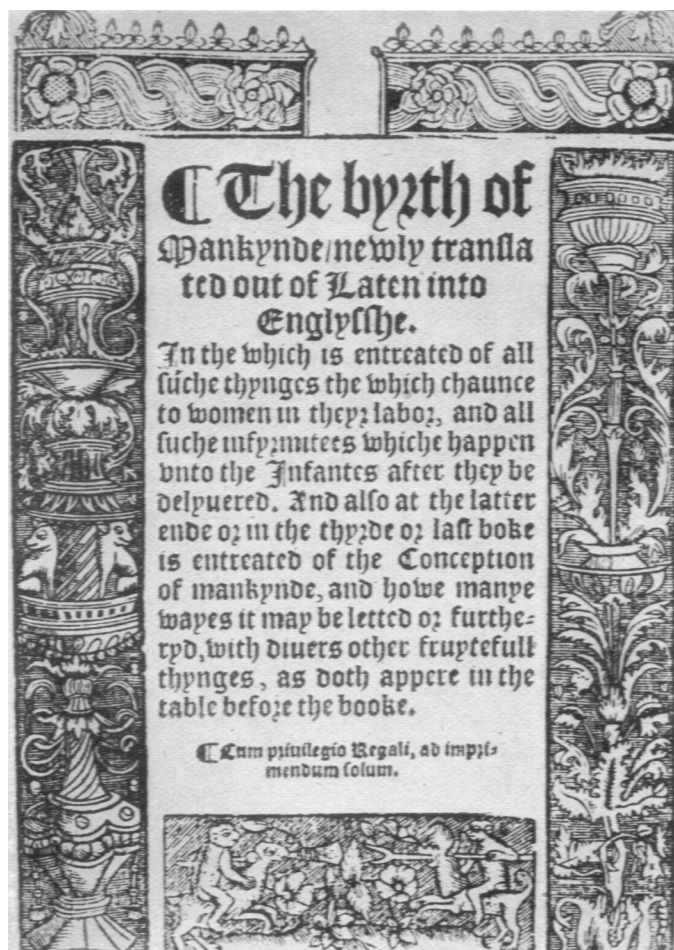 ¶ The byrth of
Mankynde/newly transla
ted out of Laten into
Englysshe.
In the which is entreated of all
suche thynges the which chaunce
to women in theyr labor, and all
suche infyrmitees whiche happen
vnto the Infantes after they be
delyuered. And also at the latter
ende or in the thyrde or last boke
is entreated of the Conception
of mankynde, and howe manye
wayes it may be letted or furthe=
ryd, with diuers other fruytefull
thynges, as doth appere in the
table before the booke.
¶ Cum priuilegio Regali, ad impri=
mendum solum.